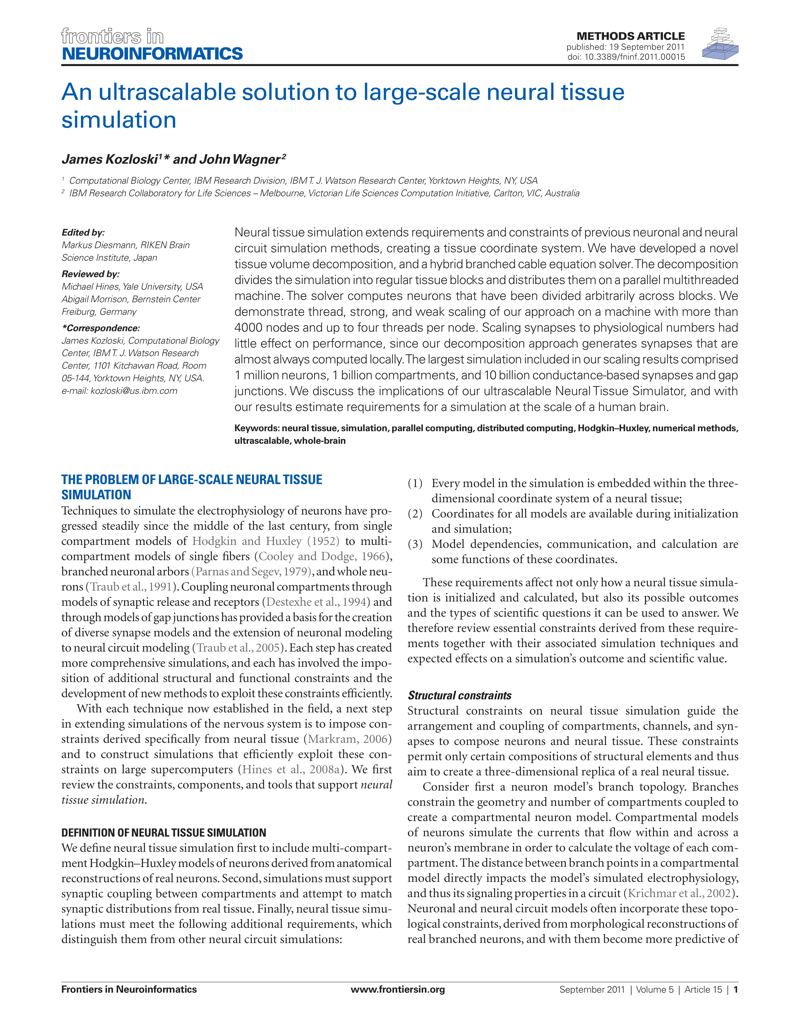 frontiers in
NEUROINFORMATICS
METHODS ARTICLE
published: 19 September 2011
doi: 10.3389/fninf.2011.00015
An ultrascalable solution to large-scale neural tissue
simulation
James Kozloski1* and John Wagner2
1 Computational Biology Center, IBM Research Division, IBM T. J. Watson Research Center, Yorktown Heights, NY, USA
2 IBM Research Collaboratory for Life Sciences – Melbourne, Victorian Life Sciences Computation Initiative, Carlton, VIC, Australia
Edited by:
Markus Diesmann, RIKEN Brain
Science Institute, Japan
Reviewed by:
Michael Hines, Yale University, USA
Abigail Morrison, Bernstein Center
Freiburg, Germany
*Correspondence:
James Kozloski, Computational Biology
Center, IBM T. J. Watson Research
Center, 1101 Kitchawan Road, Room
05-144, Yorktown Heights, NY, USA.
e-mail: kozloski@us.ibm.com
Neural tissue simulation extends requirements and constraints of previous neuronal and neural
circuit simulation methods, creating a tissue coordinate system. We have developed a novel
tissue volume decomposition, and a hybrid branched cable equation solver. The decomposition
divides the simulation into regular tissue blocks and distributes them on a parallel multithreaded
machine. The solver computes neurons that have been divided arbitrarily across blocks. We
demonstrate thread, strong, and weak scaling of our approach on a machine with more than
4000 nodes and up to four threads per node. Scaling synapses to physiological numbers had
little effect on performance, since our decomposition approach generates synapses that are
almost always computed locally. The largest simulation included in our scaling results comprised
1 million neurons, 1 billion compartments, and 10 billion conductance-based synapses and gap
junctions. We discuss the implications of our ultrascalable Neural Tissue Simulator, and with
our results estimate requirements for a simulation at the scale of a human brain.
Keywords: neural tissue, simulation, parallel computing, distributed computing, Hodgkin–Huxley, numerical methods,
ultrascalable, whole-brain
THE PROBLEM OF LARGE-SCALE NEURAL TISSUE
SIMULATION
Techniques to simulate the electrophysiology of neurons have pro-
gressed steadily since the middle of the last century, from single
compartment models of Hodgkin and Huxley (1952) to multi-
compartment models of single fibers (Cooley and Dodge, 1966),
branched neuronal arbors (Parnas and Segev, 1979), and whole neu-
rons (Traub et al., 1991). Coupling neuronal compartments through
models of synaptic release and receptors (Destexhe et al., 1994) and
through models of gap junctions has provided a basis for the creation
of diverse synapse models and the extension of neuronal modeling
to neural circuit modeling (Traub et al., 2005). Each step has created
more comprehensive simulations, and each has involved the impo-
sition of additional structural and functional constraints and the
development of new methods to exploit these constraints efficiently.
With each technique now established in the field, a next step
in extending simulations of the nervous system is to impose con-
straints derived specifically from neural tissue (Markram, 2006)
and to construct simulations that efficiently exploit these con-
straints on large supercomputers (Hines et al., 2008a). We first
review the constraints, components, and tools that support neural
tissue simulation.
DEFINITION OF NEURAL TISSUE SIMULATION
We define neural tissue simulation first to include multi-compart-
ment Hodgkin–Huxley models of neurons derived from anatomical
reconstructions of real neurons. Second, simulations must support
synaptic coupling between compartments and attempt to match
synaptic distributions from real tissue. Finally, neural tissue simu-
lations must meet the following additional requirements, which
distinguish them from other neural circuit simulations:
(1) Every model in the simulation is embedded within the three-
dimensional coordinate system of a neural tissue;
(2) Coordinates for all models are available during initialization
and simulation;
(3) Model dependencies, communication, and calculation are
some functions of these coordinates.
These requirements affect not only how a neural tissue simula-
tion is initialized and calculated, but also its possible outcomes
and the types of scientific questions it can be used to answer. We
therefore review essential constraints derived from these require-
ments together with their associated simulation techniques and
expected effects on a simulation's outcome and scientific value.
Structural constraints
Structural constraints on neural tissue simulation guide the
arrangement and coupling of compartments, channels, and syn-
apses to compose neurons and neural tissue. These constraints
permit only certain compositions of structural elements and thus
aim to create a three-dimensional replica of a real neural tissue.
Consider first a neuron model's branch topology. Branches
constrain the geometry and number of compartments coupled to
create a compartmental neuron model. Compartmental models
of neurons simulate the currents that flow within and across a
neuron's membrane in order to calculate the voltage of each com-
partment. The distance between branch points in a compartmental
model directly impacts the model's simulated electrophysiology,
and thus its signaling properties in a circuit (Krichmar et al., 2002).
Neuronal and neural circuit models often incorporate these topo-
logical constraints, derived from morphological reconstructions of
real branched neurons, and with them become more predictive of
Frontiers in Neuroinformatics
www.frontiersin.org
September 2011 | Volume 5 | Article 15 | 1